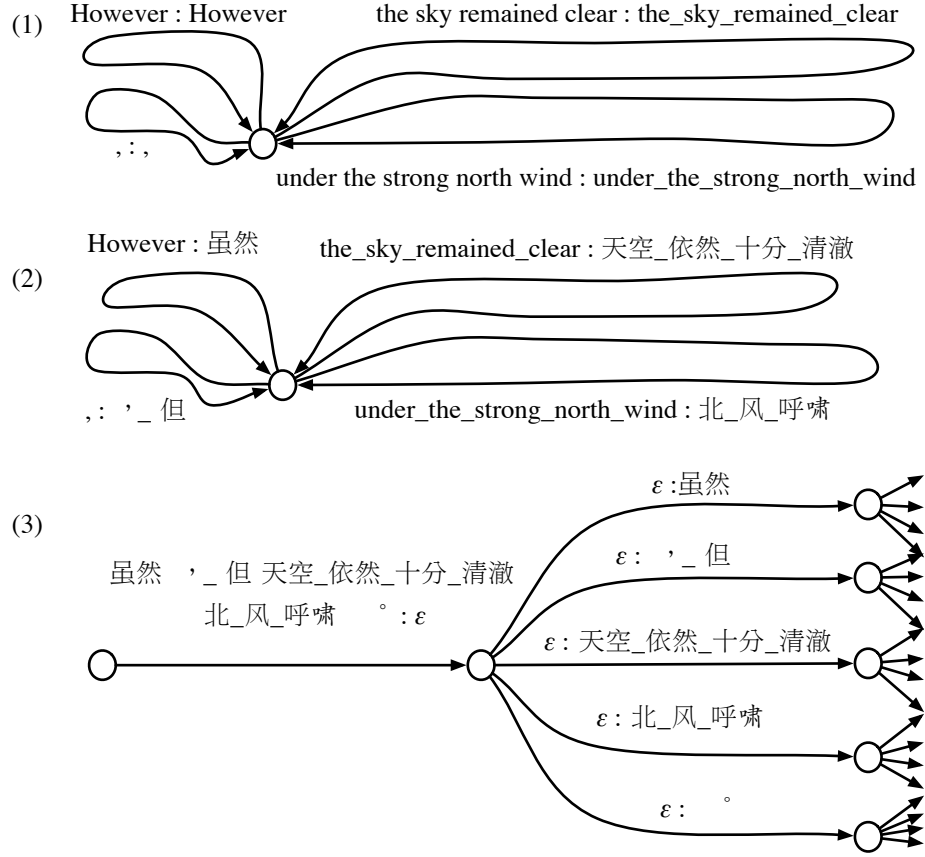 (1)
However : However
the sky remained clear : the_sky_remained_clear
, : ,
under the strong north wind : under_the_strong_north_wind
(2)
However : 虽然
the_sky_remained_clear : 天空_依然_十分_清澈
, : ，_ 但
under_the_strong_north_wind : 北_风_呼啸
(3)
虽然 ，_ 但 天空_依然_十分_清澈
北_风_呼啸 。 : ε
ε :虽然
ε : ，_ 但
ε : 天空_依然_十分_清澈
ε : 北_风_呼啸
ε : 。